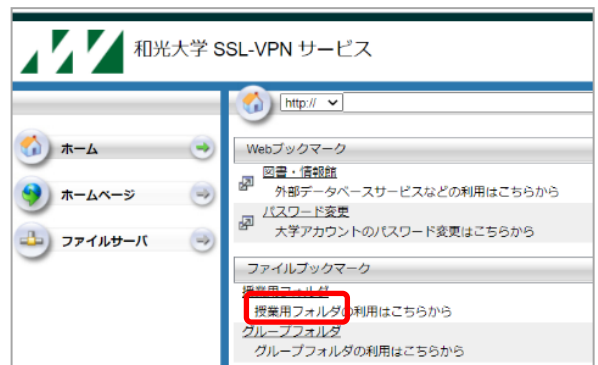 和光大学 SSL-VPN サービス
http://
ホーム
ホームページ
ファイルサーバ
Webブックマーク
図書・情報館
外部データベースサービスなどの利用はこちらから
パスワード変更
大学アカウントのパスワード変更はこちらから
ファイルブックマーク
授業用フォルダ
授業用フォルダの利用はこちらから
グループフォルダ
グループフォルダの利用はこちらから